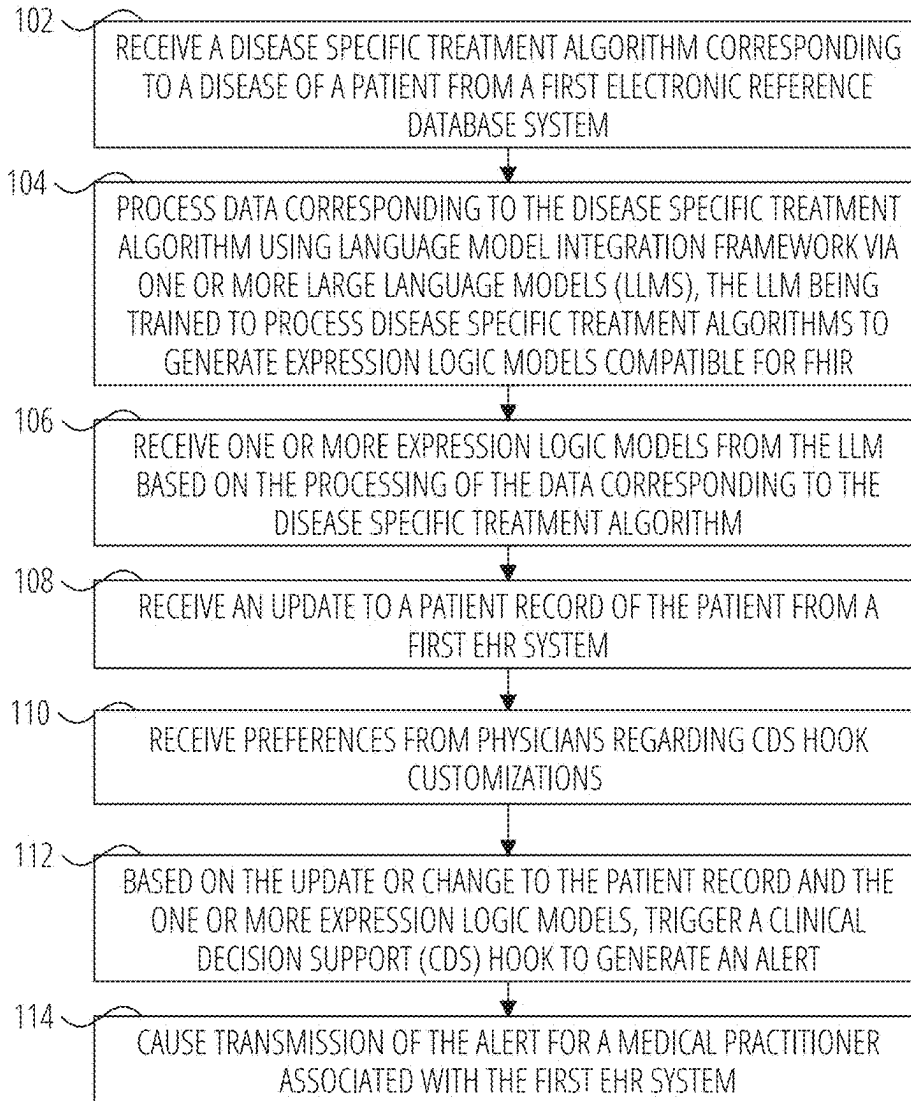 102
RECEIVE A DISEASE SPECIFIC TREATMENT ALGORITHM CORRESPONDING
TO A DISEASE OF A PATIENT FROM A FIRST ELECTRONIC REFERENCE
DATABASE SYSTEM
104
PROCESS DATA CORRESPONDING TO THE DISEASE SPECIFIC TREATMENT
ALGORITHM USING LANGUAGE MODEL INTEGRATION FRAMEWORK VIA
ONE OR MORE LARGE LANGUAGE MODELS (LLMS), THE LLM BEING
TRAINED TO PROCESS DISEASE SPECIFIC TREATMENT ALGORITHMS TO
GENERATE EXPRESSION LOGIC MODELS COMPATIBLE FOR FHIR
106
RECEIVE ONE OR MORE EXPRESSION LOGIC MODELS FROM THE LLM
BASED ON THE PROCESSING OF THE DATA CORRESPONDING TO THE
DISEASE SPECIFIC TREATMENT ALGORITHM
108
RECEIVE AN UPDATE TO A PATIENT RECORD OF THE PATIENT FROM A
FIRST EHR SYSTEM
110
RECEIVE PREFERENCES FROM PHYSICIANS REGARDING CDS HOOK
CUSTOMIZATIONS
112
BASED ON THE UPDATE OR CHANGE TO THE PATIENT RECORD AND THE
ONE OR MORE EXPRESSION LOGIC MODELS, TRIGGER A CLINICAL
DECISION SUPPORT (CDS) HOOK TO GENERATE AN ALERT
114
CAUSE TRANSMISSION OF THE ALERT FOR A MEDICAL PRACTITIONER
ASSOCIATED WITH THE FIRST EHR SYSTEM